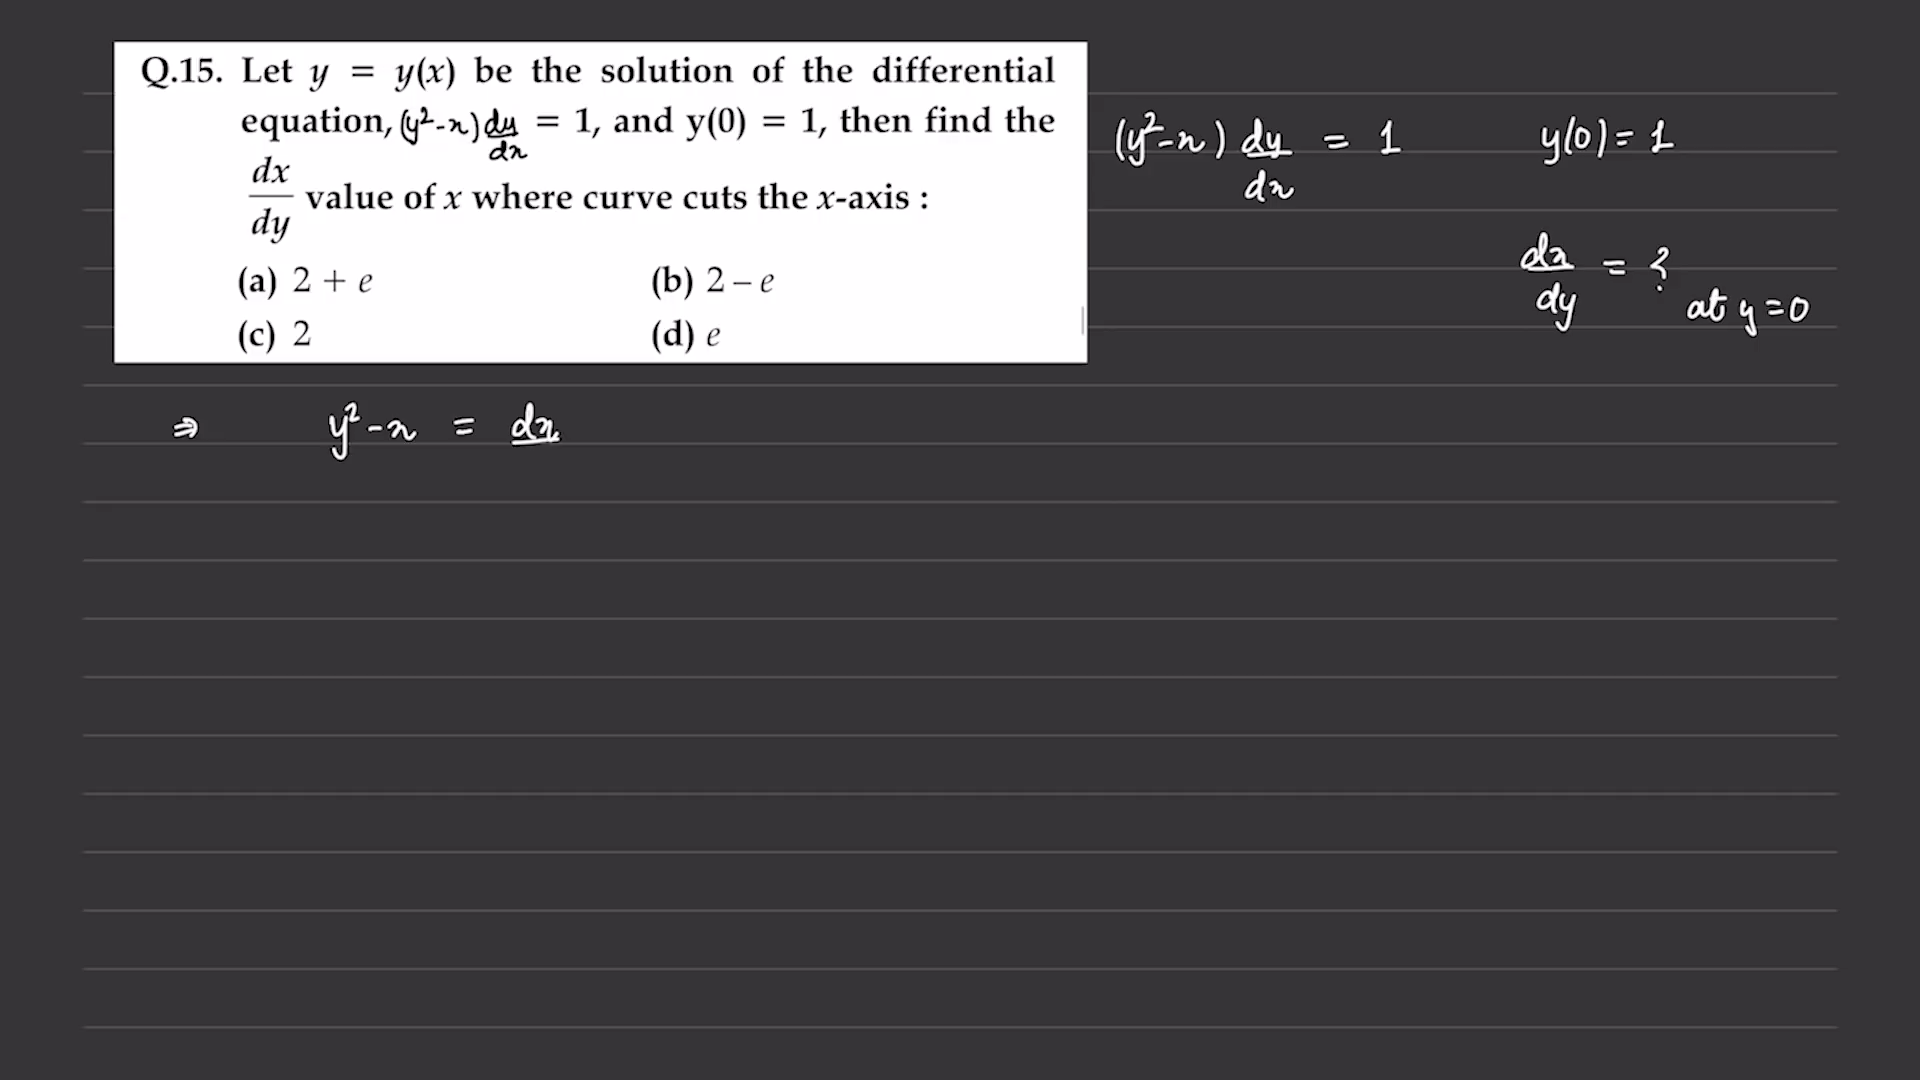 Q.15. Let y = y(x) be the solution of the differential
equation, (y²-x) dy/dx = 1, and y(0) = 1, then find the
dx/dy value of x where curve cuts the x-axis :
(a) 2 + e (b) 2 – e
(c) 2 (d) e
(y²-x) dy/dx = 1 y(0) = 1
dx/dy = ? at y = 0
⇒ y²-x = dx